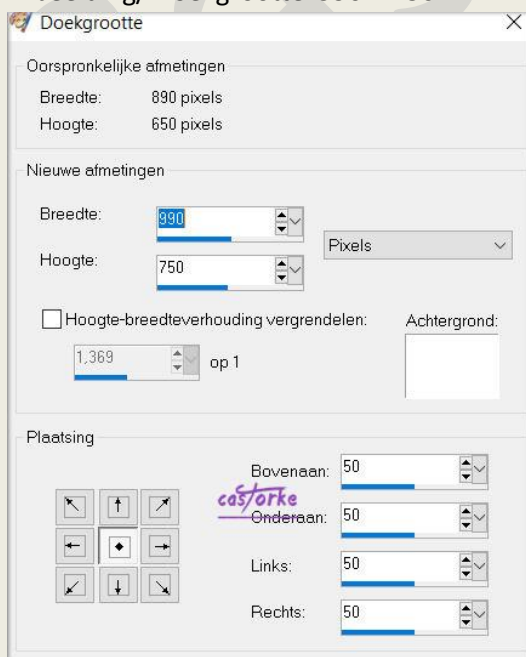 Doekgrootte
Oorspronkelijke afmetingen
Breedte: 890 pixels
Hoogte: 650 pixels
Nieuwe afmetingen
Breedte: 990
Pixels
Hoogte: 750
Hoogte-breedteverhouding vergrendelen: Achtergrond:
1,369 op 1
Plaatsing
Bovenaan: 50
castorke
Onderaan: 50
Links: 50
Rechts: 50